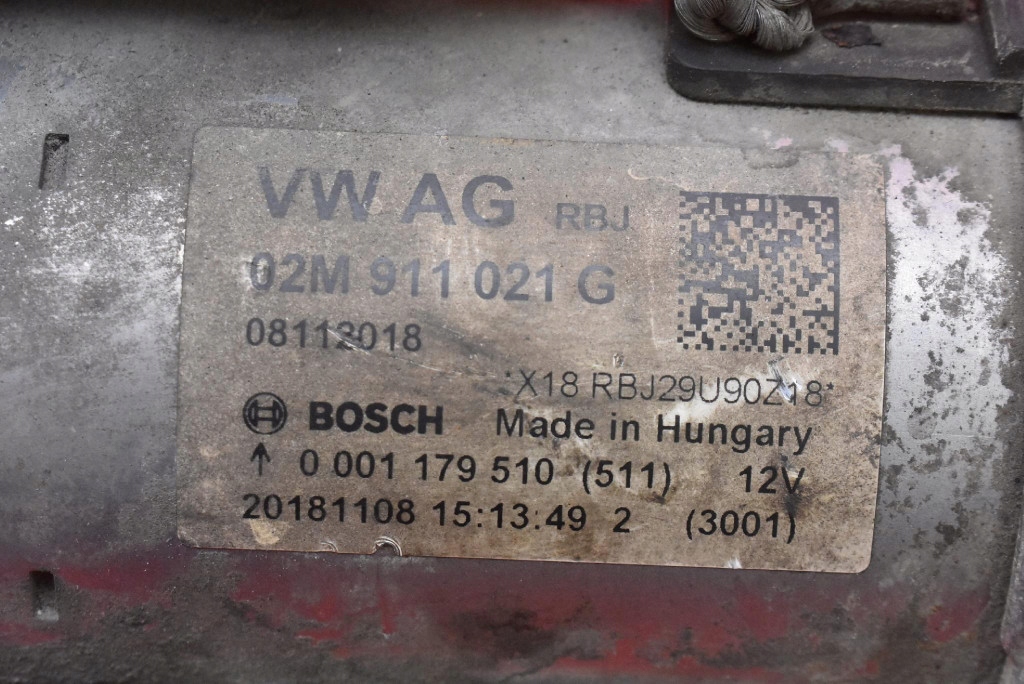 VW AG RBJ
02M 911 021 G
08112018
*X18 RBJ29U90Z18*
BOSCH Made in Hungary
↑ 0 001 179 510 (511) 12V
20181108 15:13:49 2 (3001)